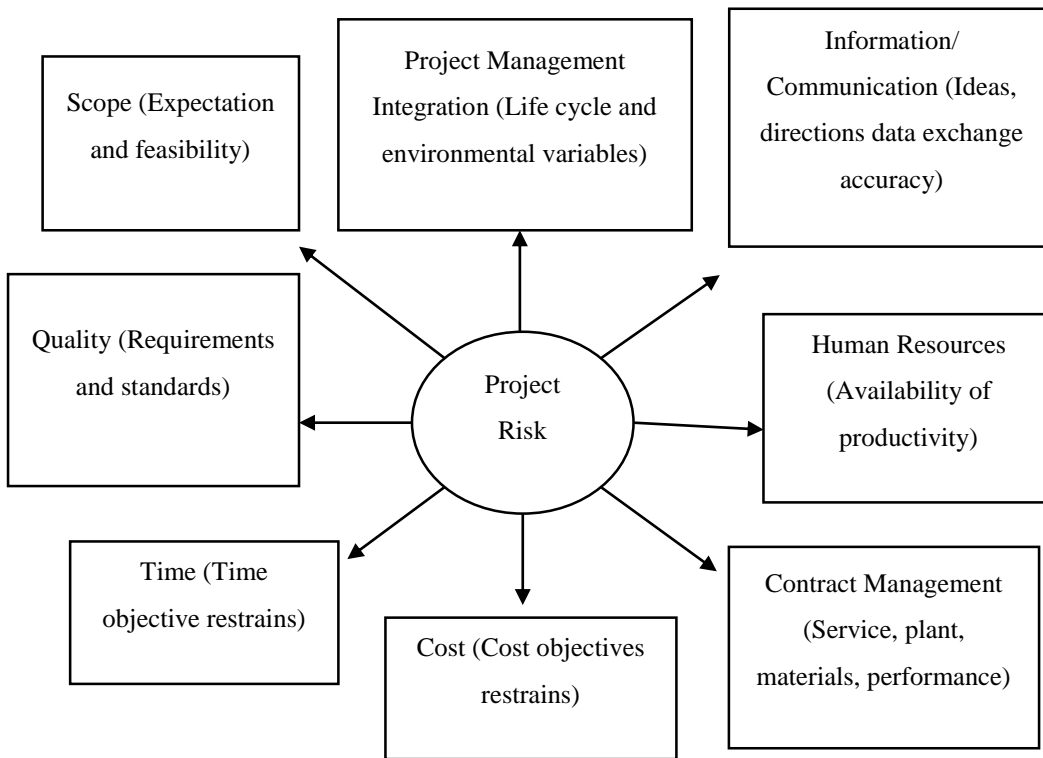 Scope (Expectation
and feasibility)
Project Management
Integration (Life cycle and
environmental variables)
Information/
Communication (Ideas,
directions data exchange
accuracy)
Quality (Requirements
and standards)
Project
Risk
Human Resources
(Availability of
productivity)
Time (Time
objective restrains)
Cost (Cost objectives
restrains)
Contract Management
(Service, plant,
materials, performance)